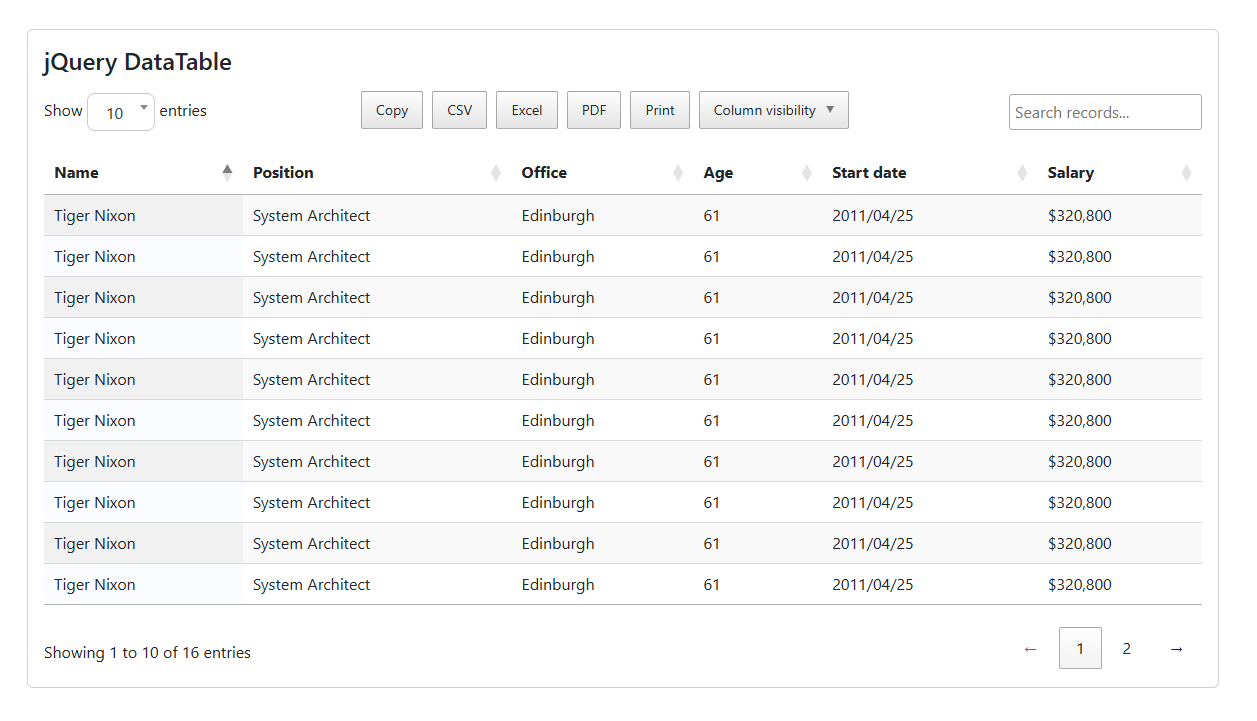 jQuery DataTable
Show 10 entries Copy CSV Excel PDF Print Column visibility ▼ Search records...
Name Position Office Age Start date Salary
Tiger Nixon System Architect Edinburgh 61 2011/04/25 $320,800
Tiger Nixon System Architect Edinburgh 61 2011/04/25 $320,800
Tiger Nixon System Architect Edinburgh 61 2011/04/25 $320,800
Tiger Nixon System Architect Edinburgh 61 2011/04/25 $320,800
Tiger Nixon System Architect Edinburgh 61 2011/04/25 $320,800
Tiger Nixon System Architect Edinburgh 61 2011/04/25 $320,800
Tiger Nixon System Architect Edinburgh 61 2011/04/25 $320,800
Tiger Nixon System Architect Edinburgh 61 2011/04/25 $320,800
Tiger Nixon System Architect Edinburgh 61 2011/04/25 $320,800
Tiger Nixon System Architect Edinburgh 61 2011/04/25 $320,800
Showing 1 to 10 of 16 entries ← 1 2 →